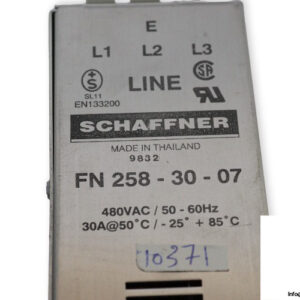 E
L1 L2 L3
S
SL11
EN133200
LINE
SA
SCHAFFNER
MADE IN THAILAND
9832
FN 258 - 30 - 07
480VAC / 50 - 60Hz
30A@50°C / - 25° + 85°C
10371